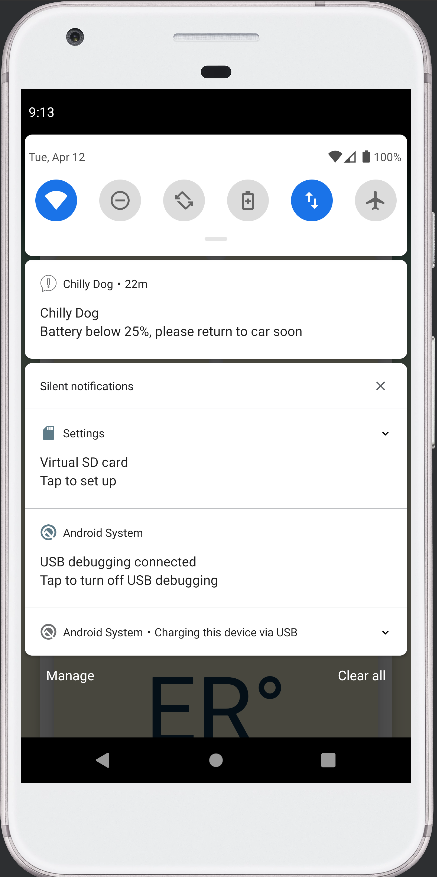 9:13
Tue, Apr 12 100%
Chilly Dog • 22m
Chilly Dog
Battery below 25%, please return to car soon
Silent notifications
Settings
Virtual SD card
Tap to set up
Android System
USB debugging connected
Tap to turn off USB debugging
Android System • Charging this device via USB
Manage Clear all
ER°